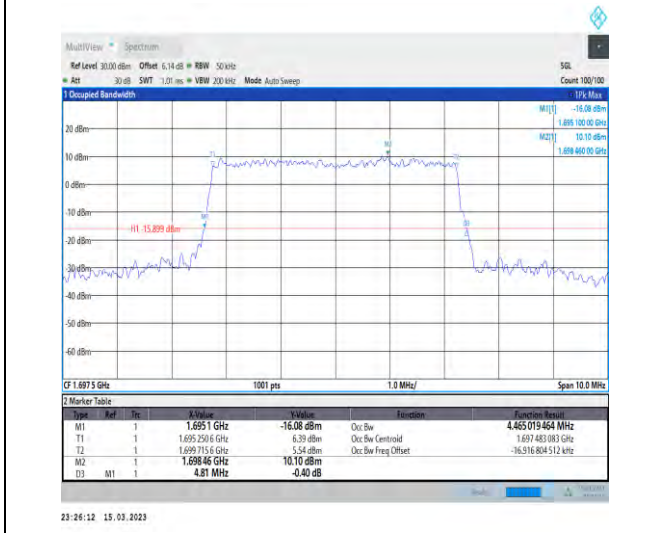 MultiView Spectrum
Ref Level 30.00 dBm Offset 6.14 dB RBW 50 kHz SGL
Att 30 dB SWT 1.01 ms VBW 200 kHz Mode Auto Sweep Count 100/100
1 Occupied Bandwidth 1Pk Max
M1[1] -16.08 dBm
1.695 100 00 GHz
M2[1] 10.10 dBm
1.698 460 00 GHz
20 dBm
10 dBm
0 dBm
-10 dBm
H1 -15.899 dBm
-20 dBm
-30 dBm
-40 dBm
-50 dBm
-60 dBm
M1
T1
M2
CF 1.697 5 GHz 1001 pts 1.0 MHz/ Span 10.0 MHz
2 Marker Table
Type Ref Trc X-Value Y-Value Function Function Result
M1 1 1.6951 GHz -16.08 dBm Occ Bw 4.465 019 464 MHz
T1 1 1.695 250 6 GHz 6.39 dBm Occ Bw Centroid 1.697 483 083 GHz
T2 1 1.699 715 6 GHz 5.54 dBm Occ Bw Freq Offset -16.916 804 512 kHz
M2 1 1.698 46 GHz 10.10 dBm
D3 M1 1 4.81 MHz -0.40 dB
23:26:12 15.03.2023